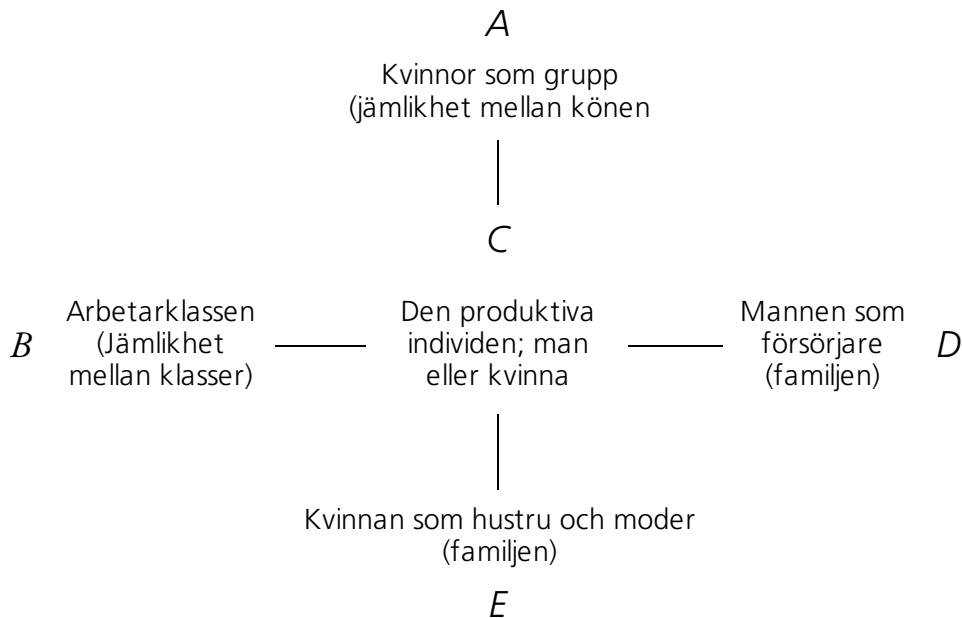 A
Kvinnor som grupp
(jämlikhet mellan könen
C
B
Arbetarklassen
(Jämlikhet
mellan klasser)
Den produktiva
individen; man
eller kvinna
Mannen som
försörjare
(familjen)
D
Kvinnan som hustru och moder
(familjen)
E